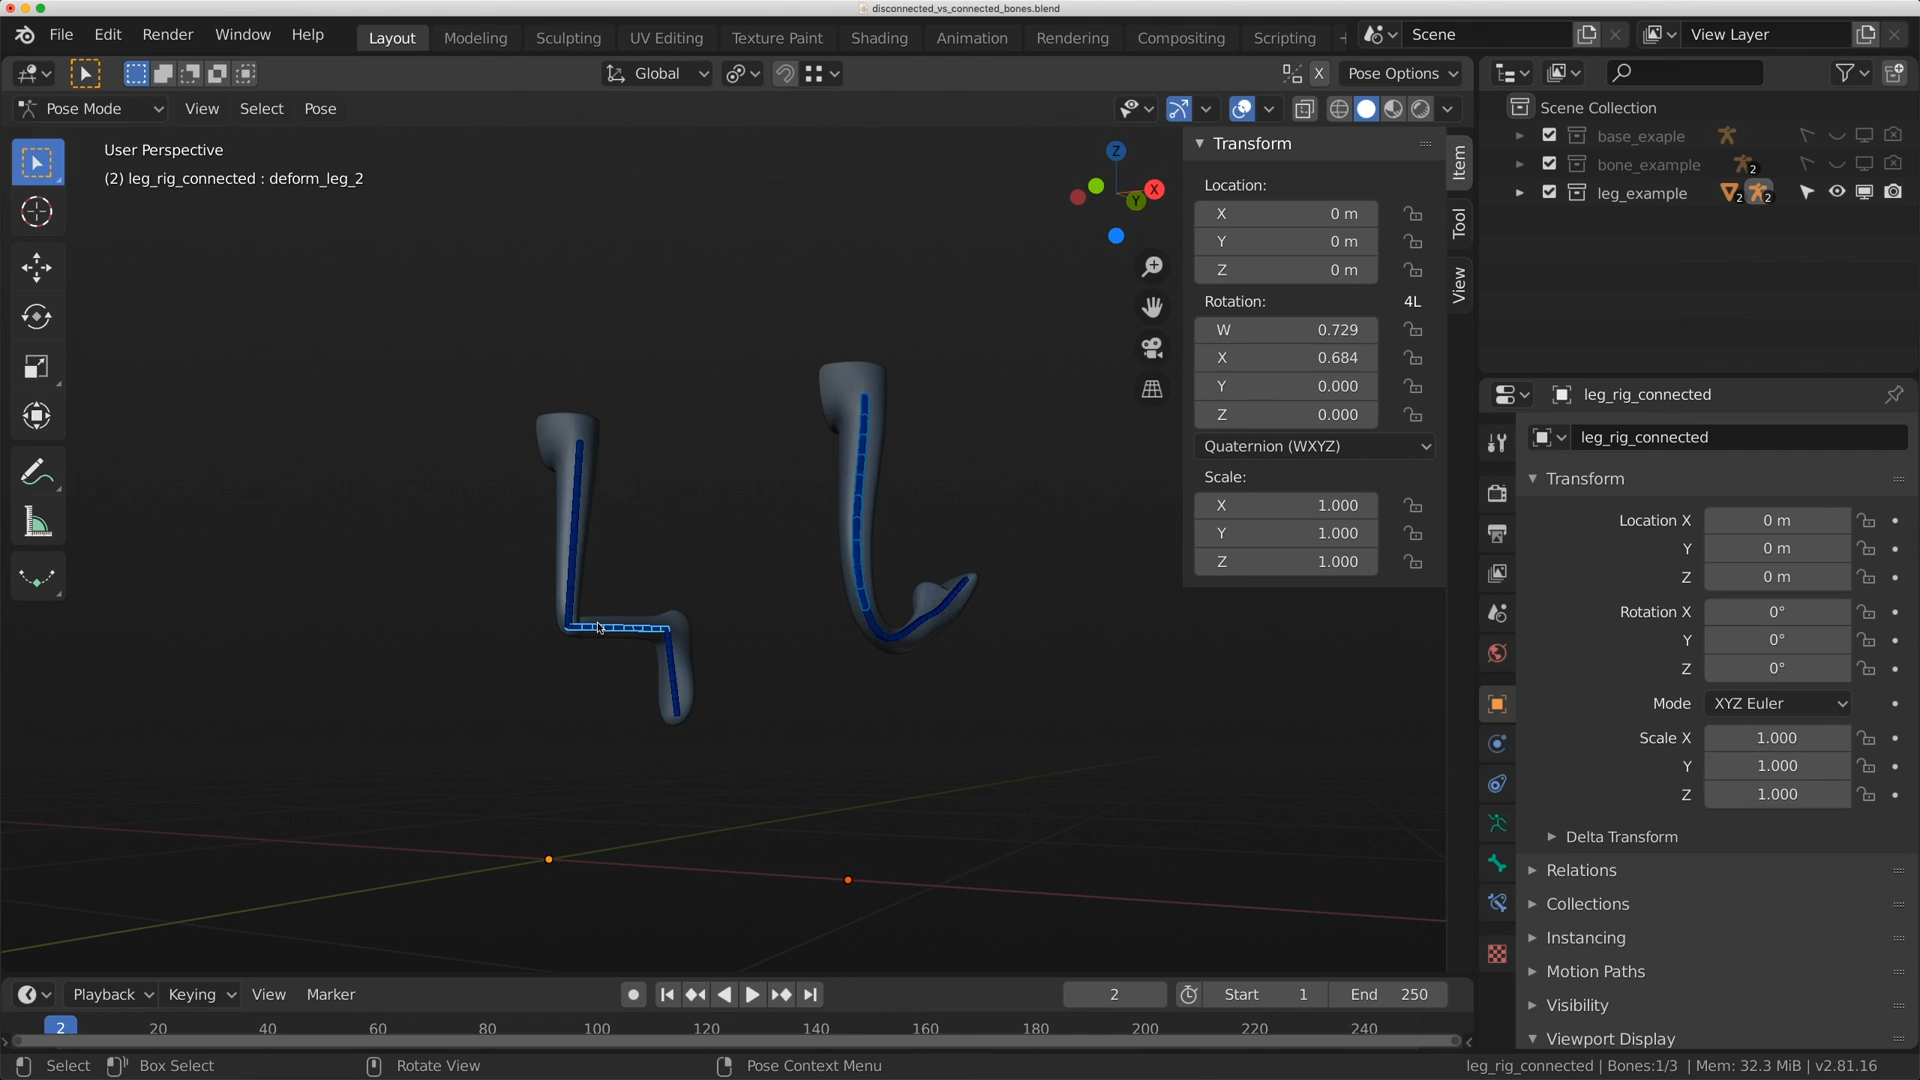 disconnected_vs_connected_bones.blend
File Edit Render Window Help Layout Modeling Sculpting UV Editing Texture Paint Shading Animation Rendering Compositing Scripting Scene View Layer
Global X Pose Options
Pose Mode View Select Pose
Scene Collection
base_exaple
bone_example 2
leg_example 2 2
User Perspective
(2) leg_rig_connected : deform_leg_2
Z
X
Y
Transform
Location:
X 0 m
Y 0 m
Z 0 m
Rotation: 4L
W 0.729
X 0.684
Y 0.000
Z 0.000
Quaternion (WXYZ)
Scale:
X 1.000
Y 1.000
Z 1.000
Item
Tool
View
leg_rig_connected
leg_rig_connected
Transform
Location X 0 m
Y 0 m
Z 0 m
Rotation X 0°
Y 0°
Z 0°
Mode XYZ Euler
Scale X 1.000
Y 1.000
Z 1.000
Delta Transform
Relations
Collections
Instancing
Motion Paths
Visibility
Viewport Display
Playback Keying View Marker 2 Start 1 End 250
2 20 40 60 80 100 120 140 160 180 200 220 240
Select Box Select Rotate View Pose Context Menu leg_rig_connected | Bones:1/3 | Mem: 32.3 MiB | v2.81.16